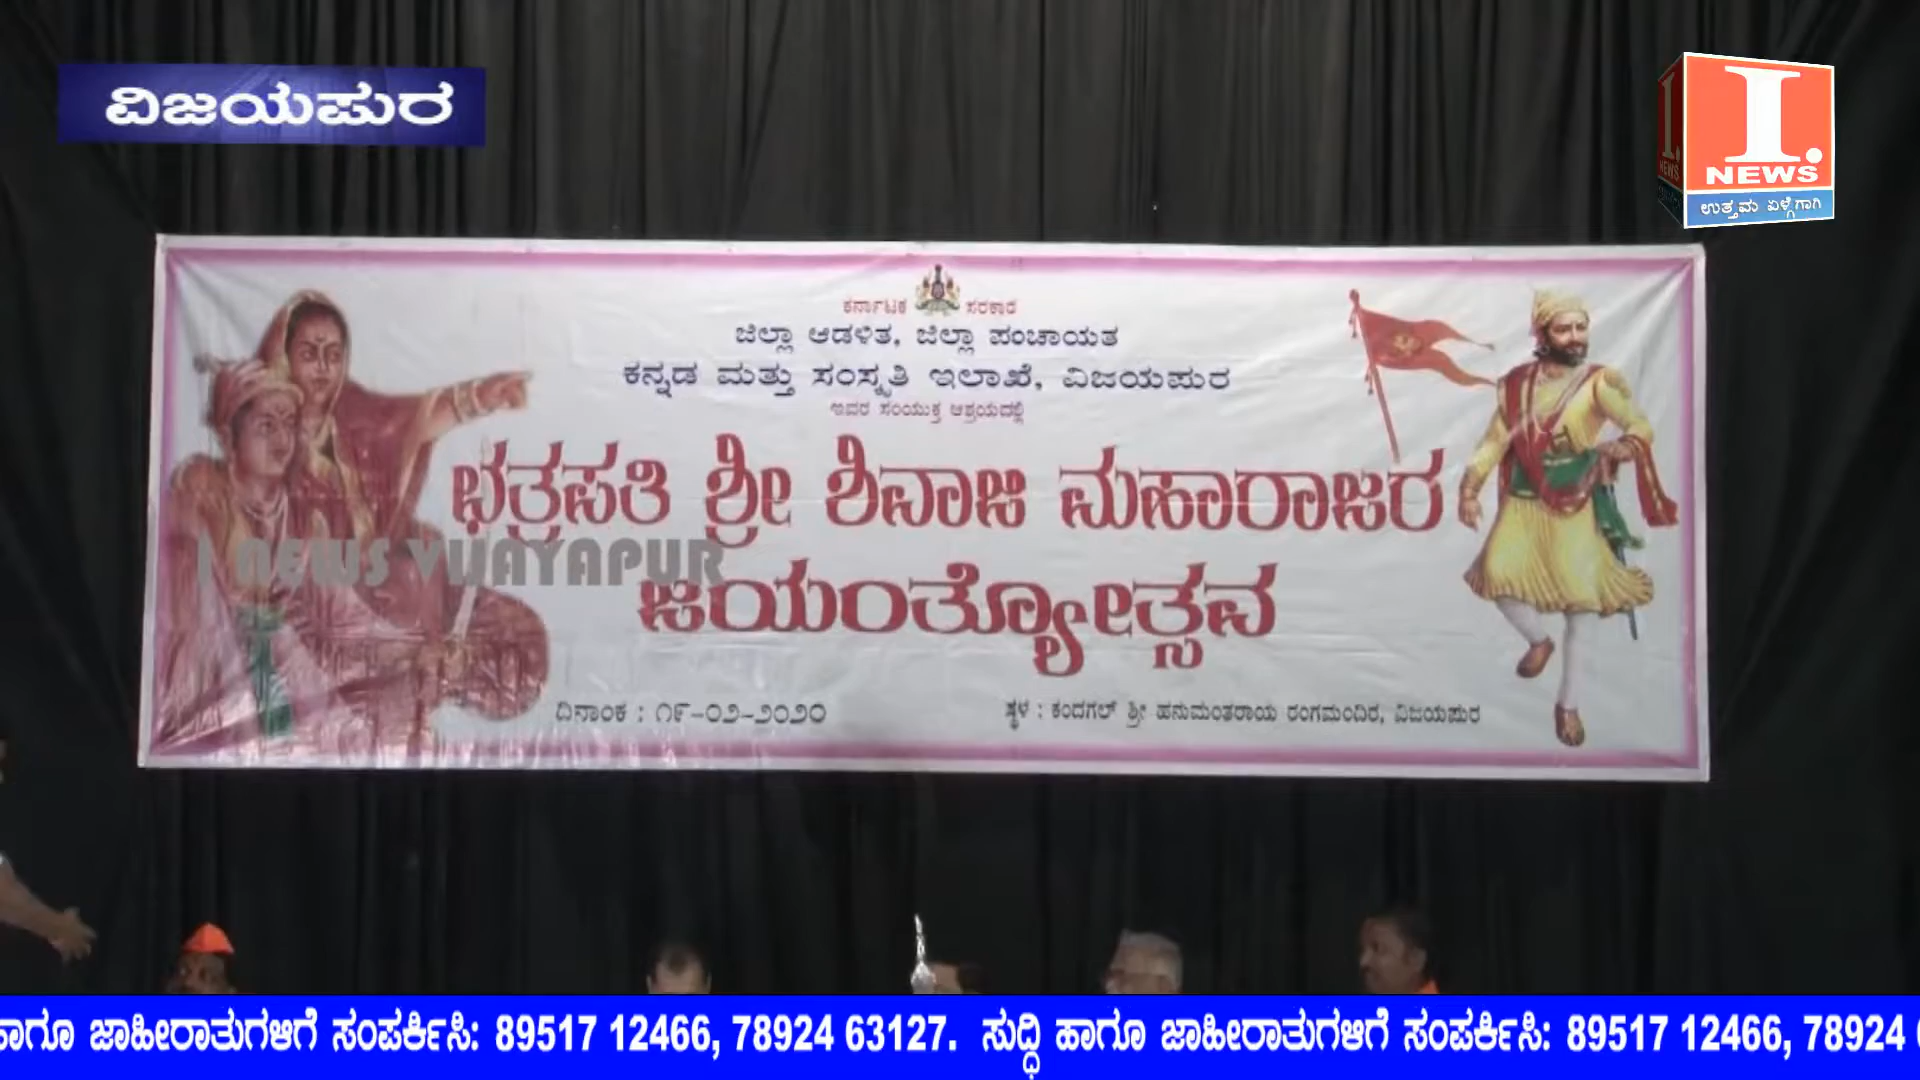 ವಿಜಯಪುರ
I.
NEWS
ಉತ್ತಮ ಏಳ್ಗೆಗಾಗಿ
ಕರ್ನಾಟಕ ಸರಕಾರ
ಜಿಲ್ಲಾ ಆಡಳಿತ, ಜಿಲ್ಲಾ ಪಂಚಾಯತ
ಕನ್ನಡ ಮತ್ತು ಸಂಸ್ಕೃತಿ ಇಲಾಖೆ, ವಿಜಯಪುರ
ಇವರ ಸಂಯುಕ್ತ ಆಶ್ರಯದಲ್ಲಿ
ಛತ್ರಪತಿ ಶ್ರೀ ಶಿವಾಜಿ ಮಹಾರಾಜರ
I NEWS VIJAYAPUR
ಜಯಂತ್ಯೋತ್ಸವ
ದಿನಾಂಕ : ೧೯-೦೨-೨೦೨೦
ಸ್ಥಳ : ಕಂದಗಲ್ ಶ್ರೀ ಹನುಮಂತರಾಯ ರಂಗಮಂದಿರ, ವಿಜಯಪುರ
ಹಾಗೂ ಜಾಹೀರಾತುಗಳಿಗೆ ಸಂಪರ್ಕಿಸಿ: 89517 12466, 78924 63127. ಸುದ್ಧಿ ಹಾಗೂ ಜಾಹೀರಾತುಗಳಿಗೆ ಸಂಪರ್ಕಿಸಿ: 89517 12466, 78924